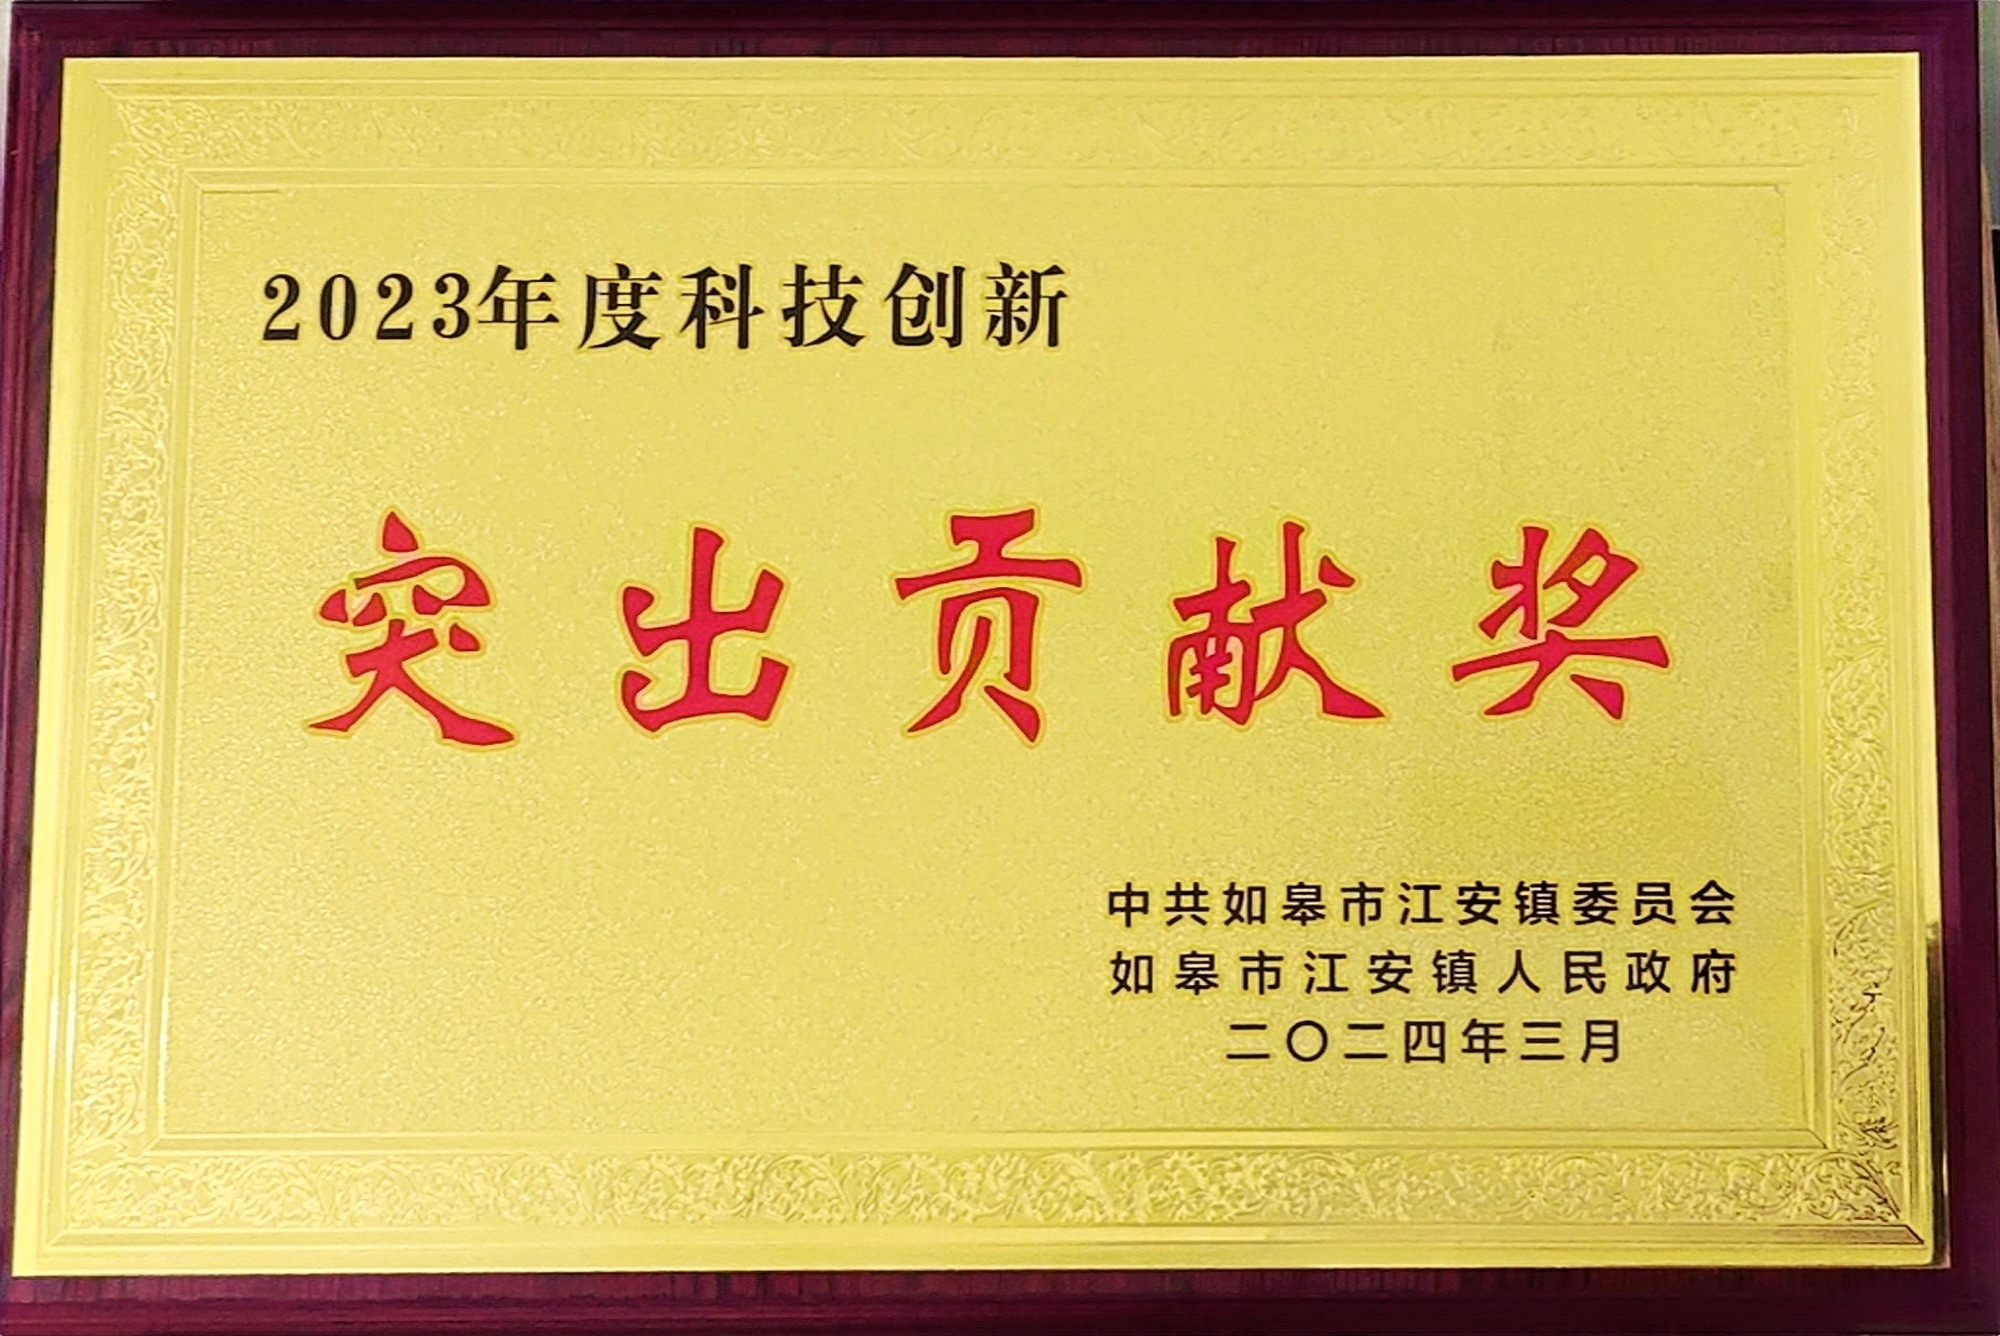 2023年度科技创新
突出贡献奖
中共如皋市江安镇委员会
如皋市江安镇人民政府
二〇二四年三月